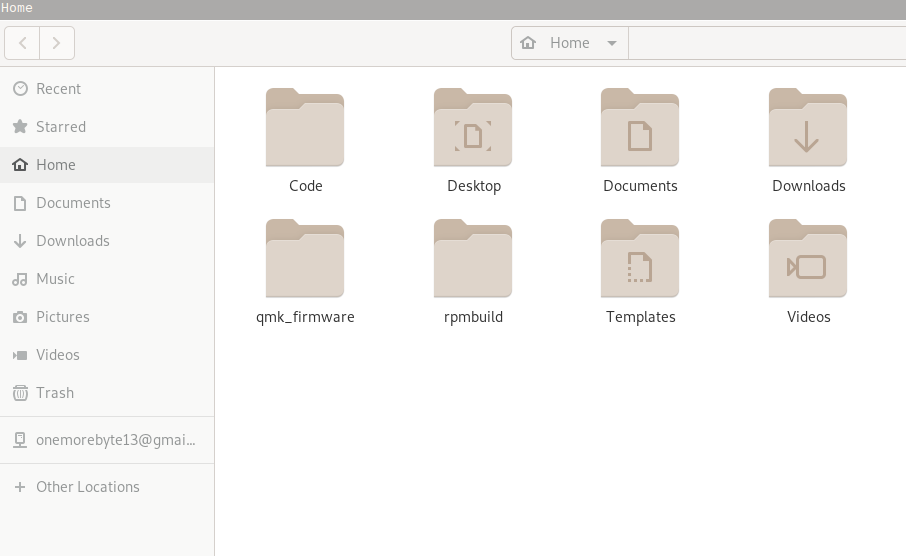 Home
Home
Recent
Starred
Home
Documents
Downloads
Music
Pictures
Videos
Trash
onemorebyte13@gmai...
Other Locations
Code Desktop Documents Downloads
qmk_firmware rpmbuild Templates Videos